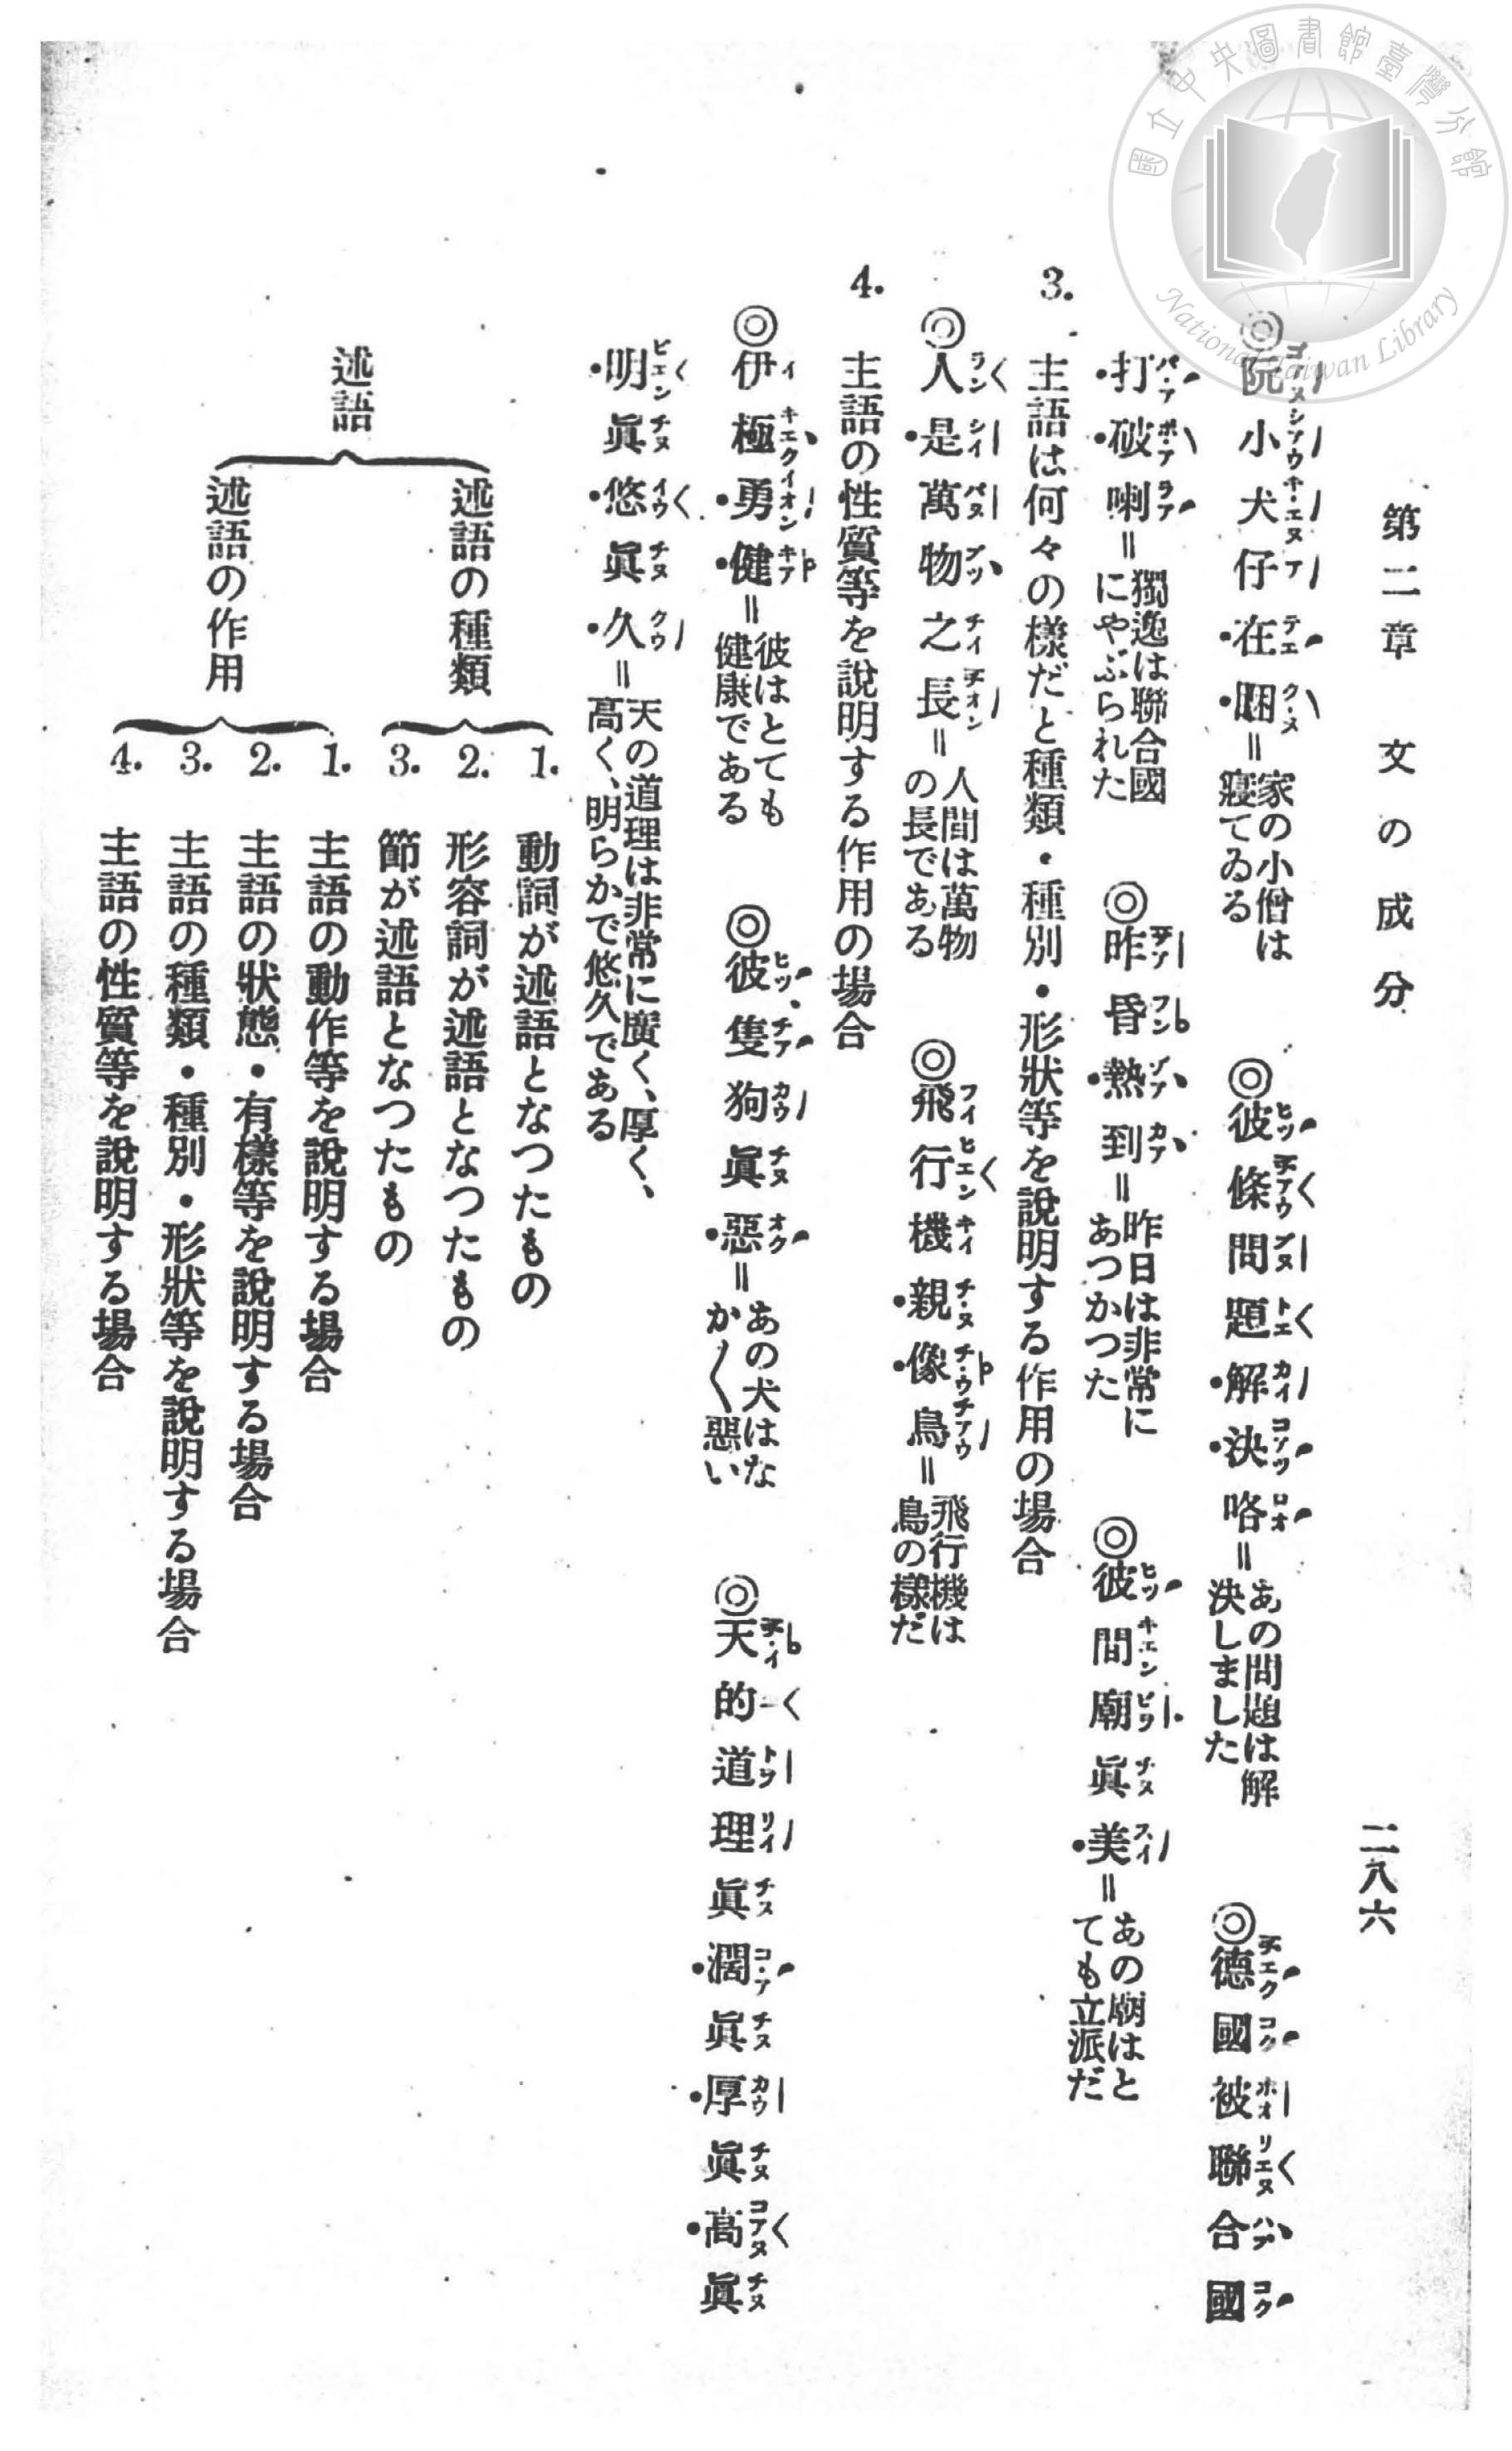 第二章 文の成分
二八六
◎阮小犬仔在睏＝家の小僧は寢てゐる ◎彼條問題解決咯＝あの問題は解決しました ◎德國被聯合國
打破喇＝獨逸は聯合國にやぶられた ◎昨昏熱到＝昨日は非常にあつかつた ◎彼間廟眞美＝あの廟はとても立派だ
3. 主語は何々の樣だと種類・種別・形狀等を說明する作用の場合
◎人是萬物之長＝人間は萬物の長である ◎飛行機親像鳥＝飛行機は鳥の樣だ
4. 主語の性質等を說明する作用の場合
◎伊極勇健＝彼はとても健康である ◎彼隻狗眞惡＝あの犬はなか〱惡い ◎天的道理眞濶眞厚眞高眞
明眞悠眞久＝天の道理は非常に廣く、厚く、高く、明らかで悠久である
述語
述語の種類
1. 動詞が述語となつたもの
2. 形容詞が述語となつたもの
3. 節が述語となつたもの
述語の作用
1. 主語の動作等を說明する場合
2. 主語の狀態・有樣等を說明する場合
3. 主語の種類・種別・形狀等を說明する場合
4. 主語の性質等を說明する場合
國立中央圖書館臺灣分館
National Taiwan Library